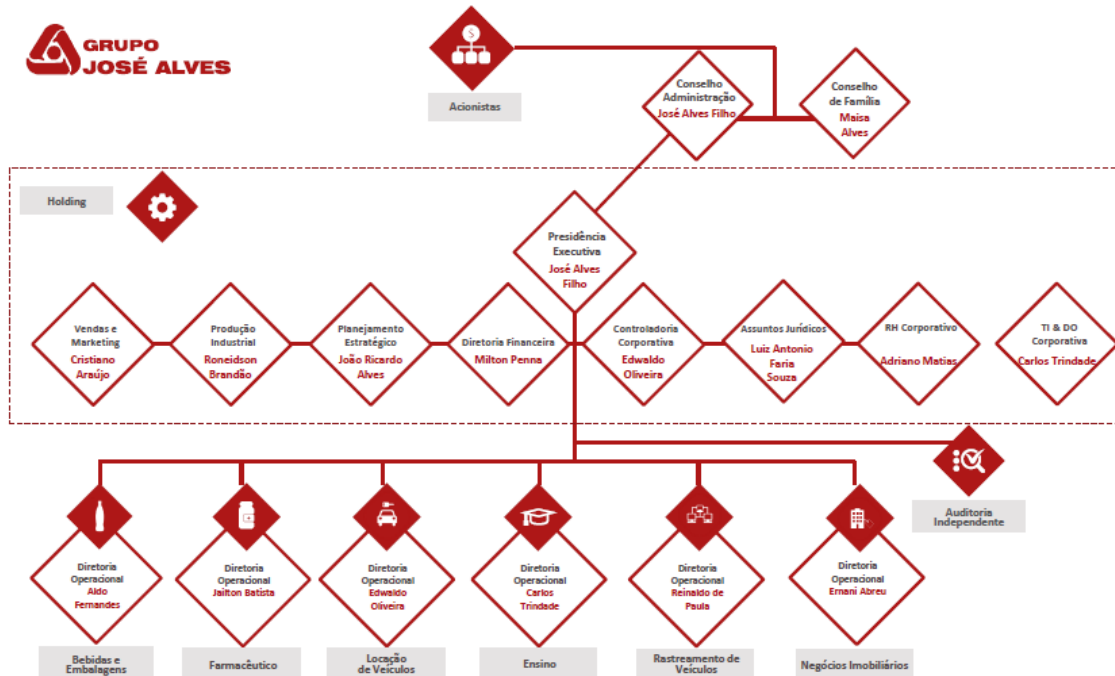 GRUPO
JOSÉ ALVES
$
Acionistas
Conselho
Administração
José Alves Filho
Conselho
de Família
Maisa
Alves
Holding
Presidência
Executiva
José Alves
Filho
Vendas e
Marketing
Cristiano
Araújo
Produção
Industrial
Roneidson
Brandão
Planejamento
Estratégico
João Ricardo
Alves
Diretoria Financeira
Milton Penna
Controladoria
Corporativa
Edwaldo
Oliveira
Assuntos Jurídicos
Luiz Antonio
Faria
Souza
RH Corporativo
Adriano Matias
TI & DO
Corporativa
Carlos Trindade
Auditoria
Independente
Diretoria
Operacional
Aldo
Fernandes
Diretoria
Operacional
Jailton Batista
Diretoria
Operacional
Edwaldo
Oliveira
Diretoria
Operacional
Carlos
Trindade
Diretoria
Operacional
Reinaldo de
Paula
Diretoria
Operacional
Ernani Abreu
Bebidas e
Embalagens
Farmacêutico
Locação
de Veículos
Ensino
Rastreamento de
Veículos
Negócios Imobiliários